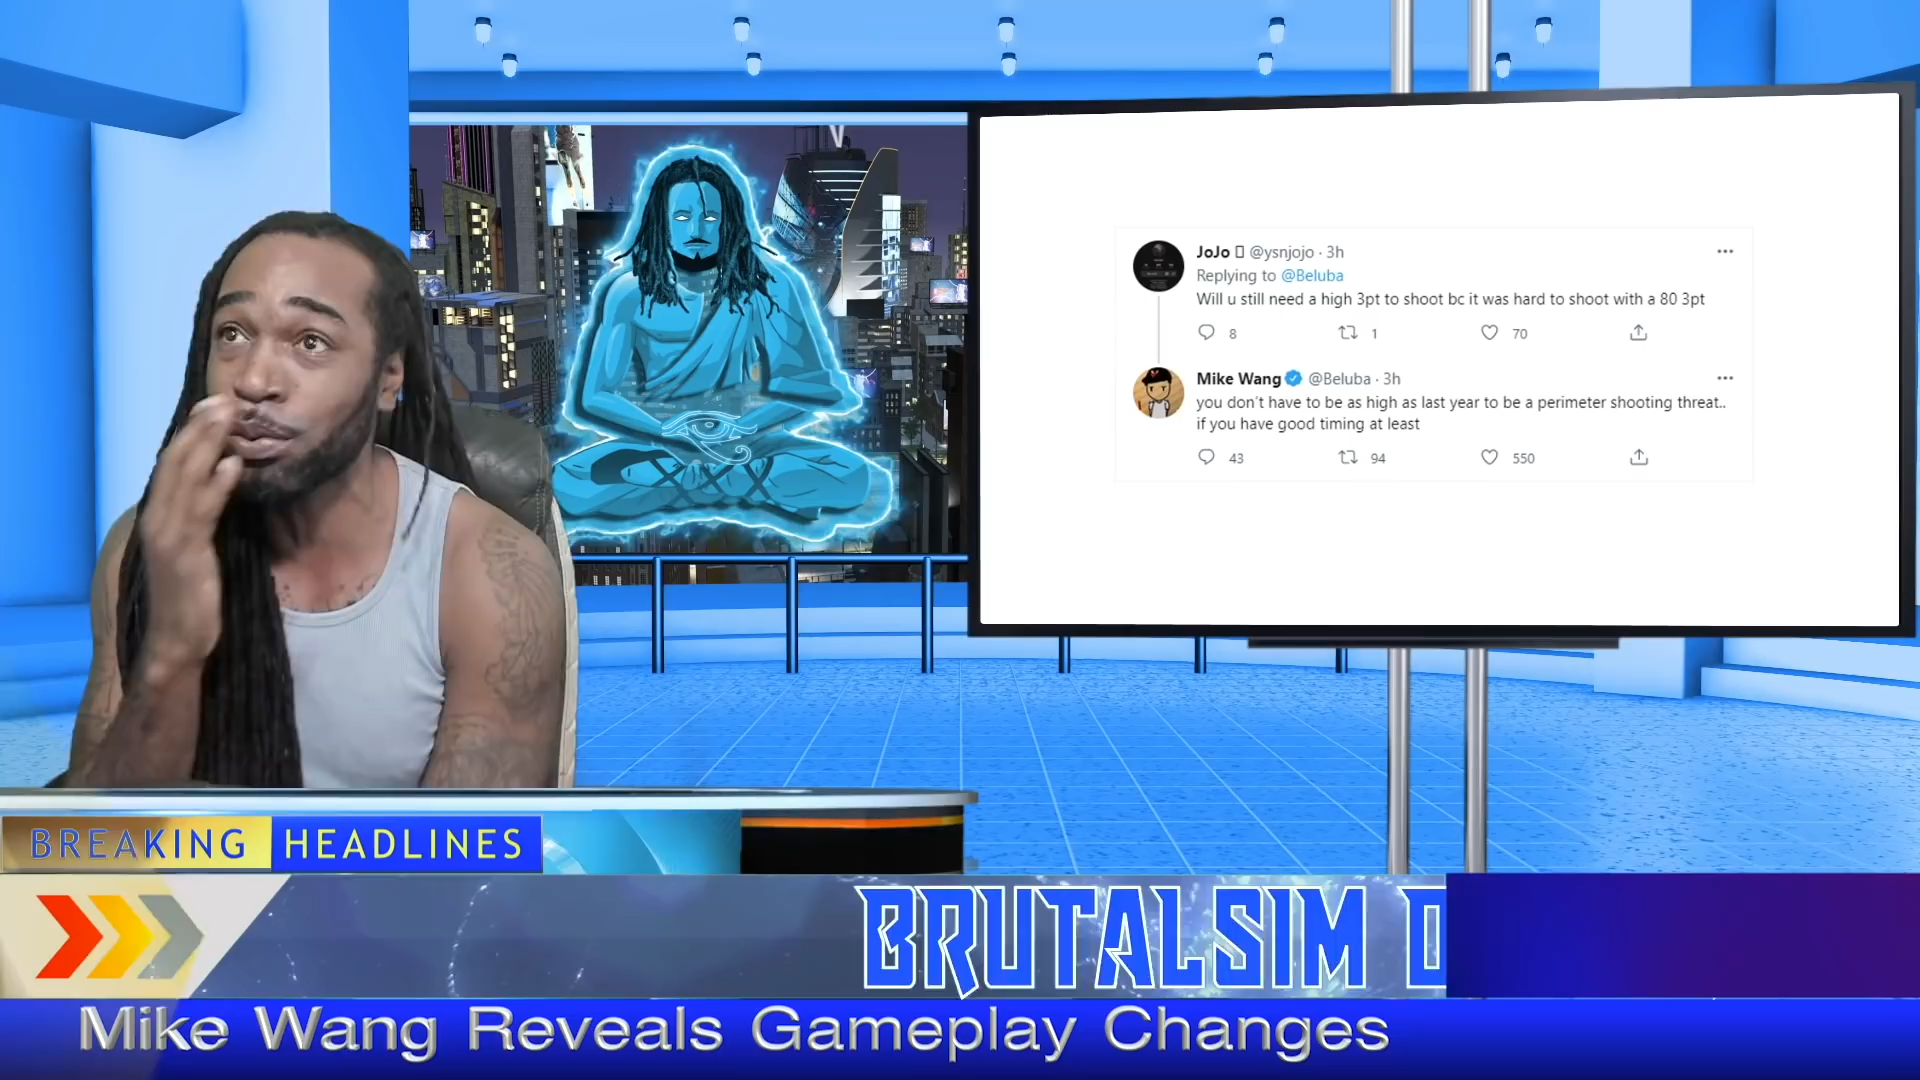 JoJo @ysnjojo · 3h
Replying to @Beluba
Will u still need a high 3pt to shoot bc it was hard to shoot with a 80 3pt
8 1 70
Mike Wang @Beluba · 3h
you don't have to be as high as last year to be a perimeter shooting threat..
if you have good timing at least
43 94 550
BREAKING HEADLINES
BRUTALSIM
Mike Wang Reveals Gameplay Changes